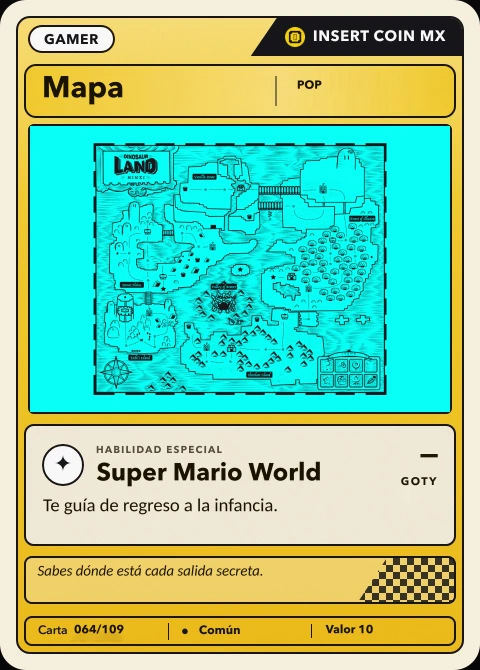 GAMER
INSERT COIN MX
Mapa
POP
DINOSAUR
LAND
HABILIDAD ESPECIAL
Super Mario World
GOTY
Te guía de regreso a la infancia.
Sabes dónde está cada salida secreta.
Carta 064/109
• Común
Valor 10